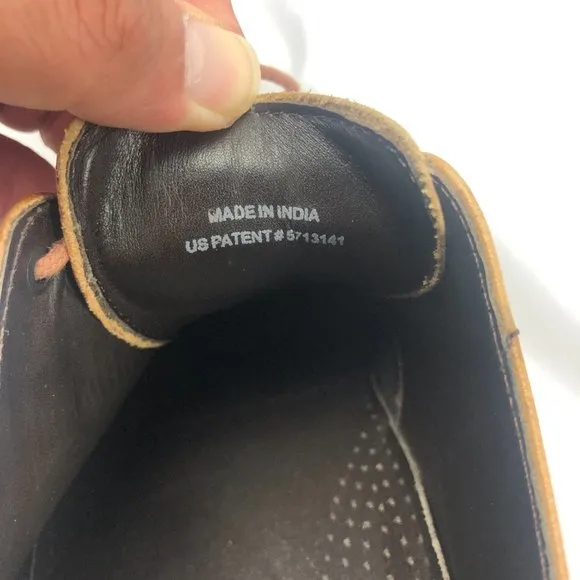 MADE IN INDIA
US PATENT # 5713141